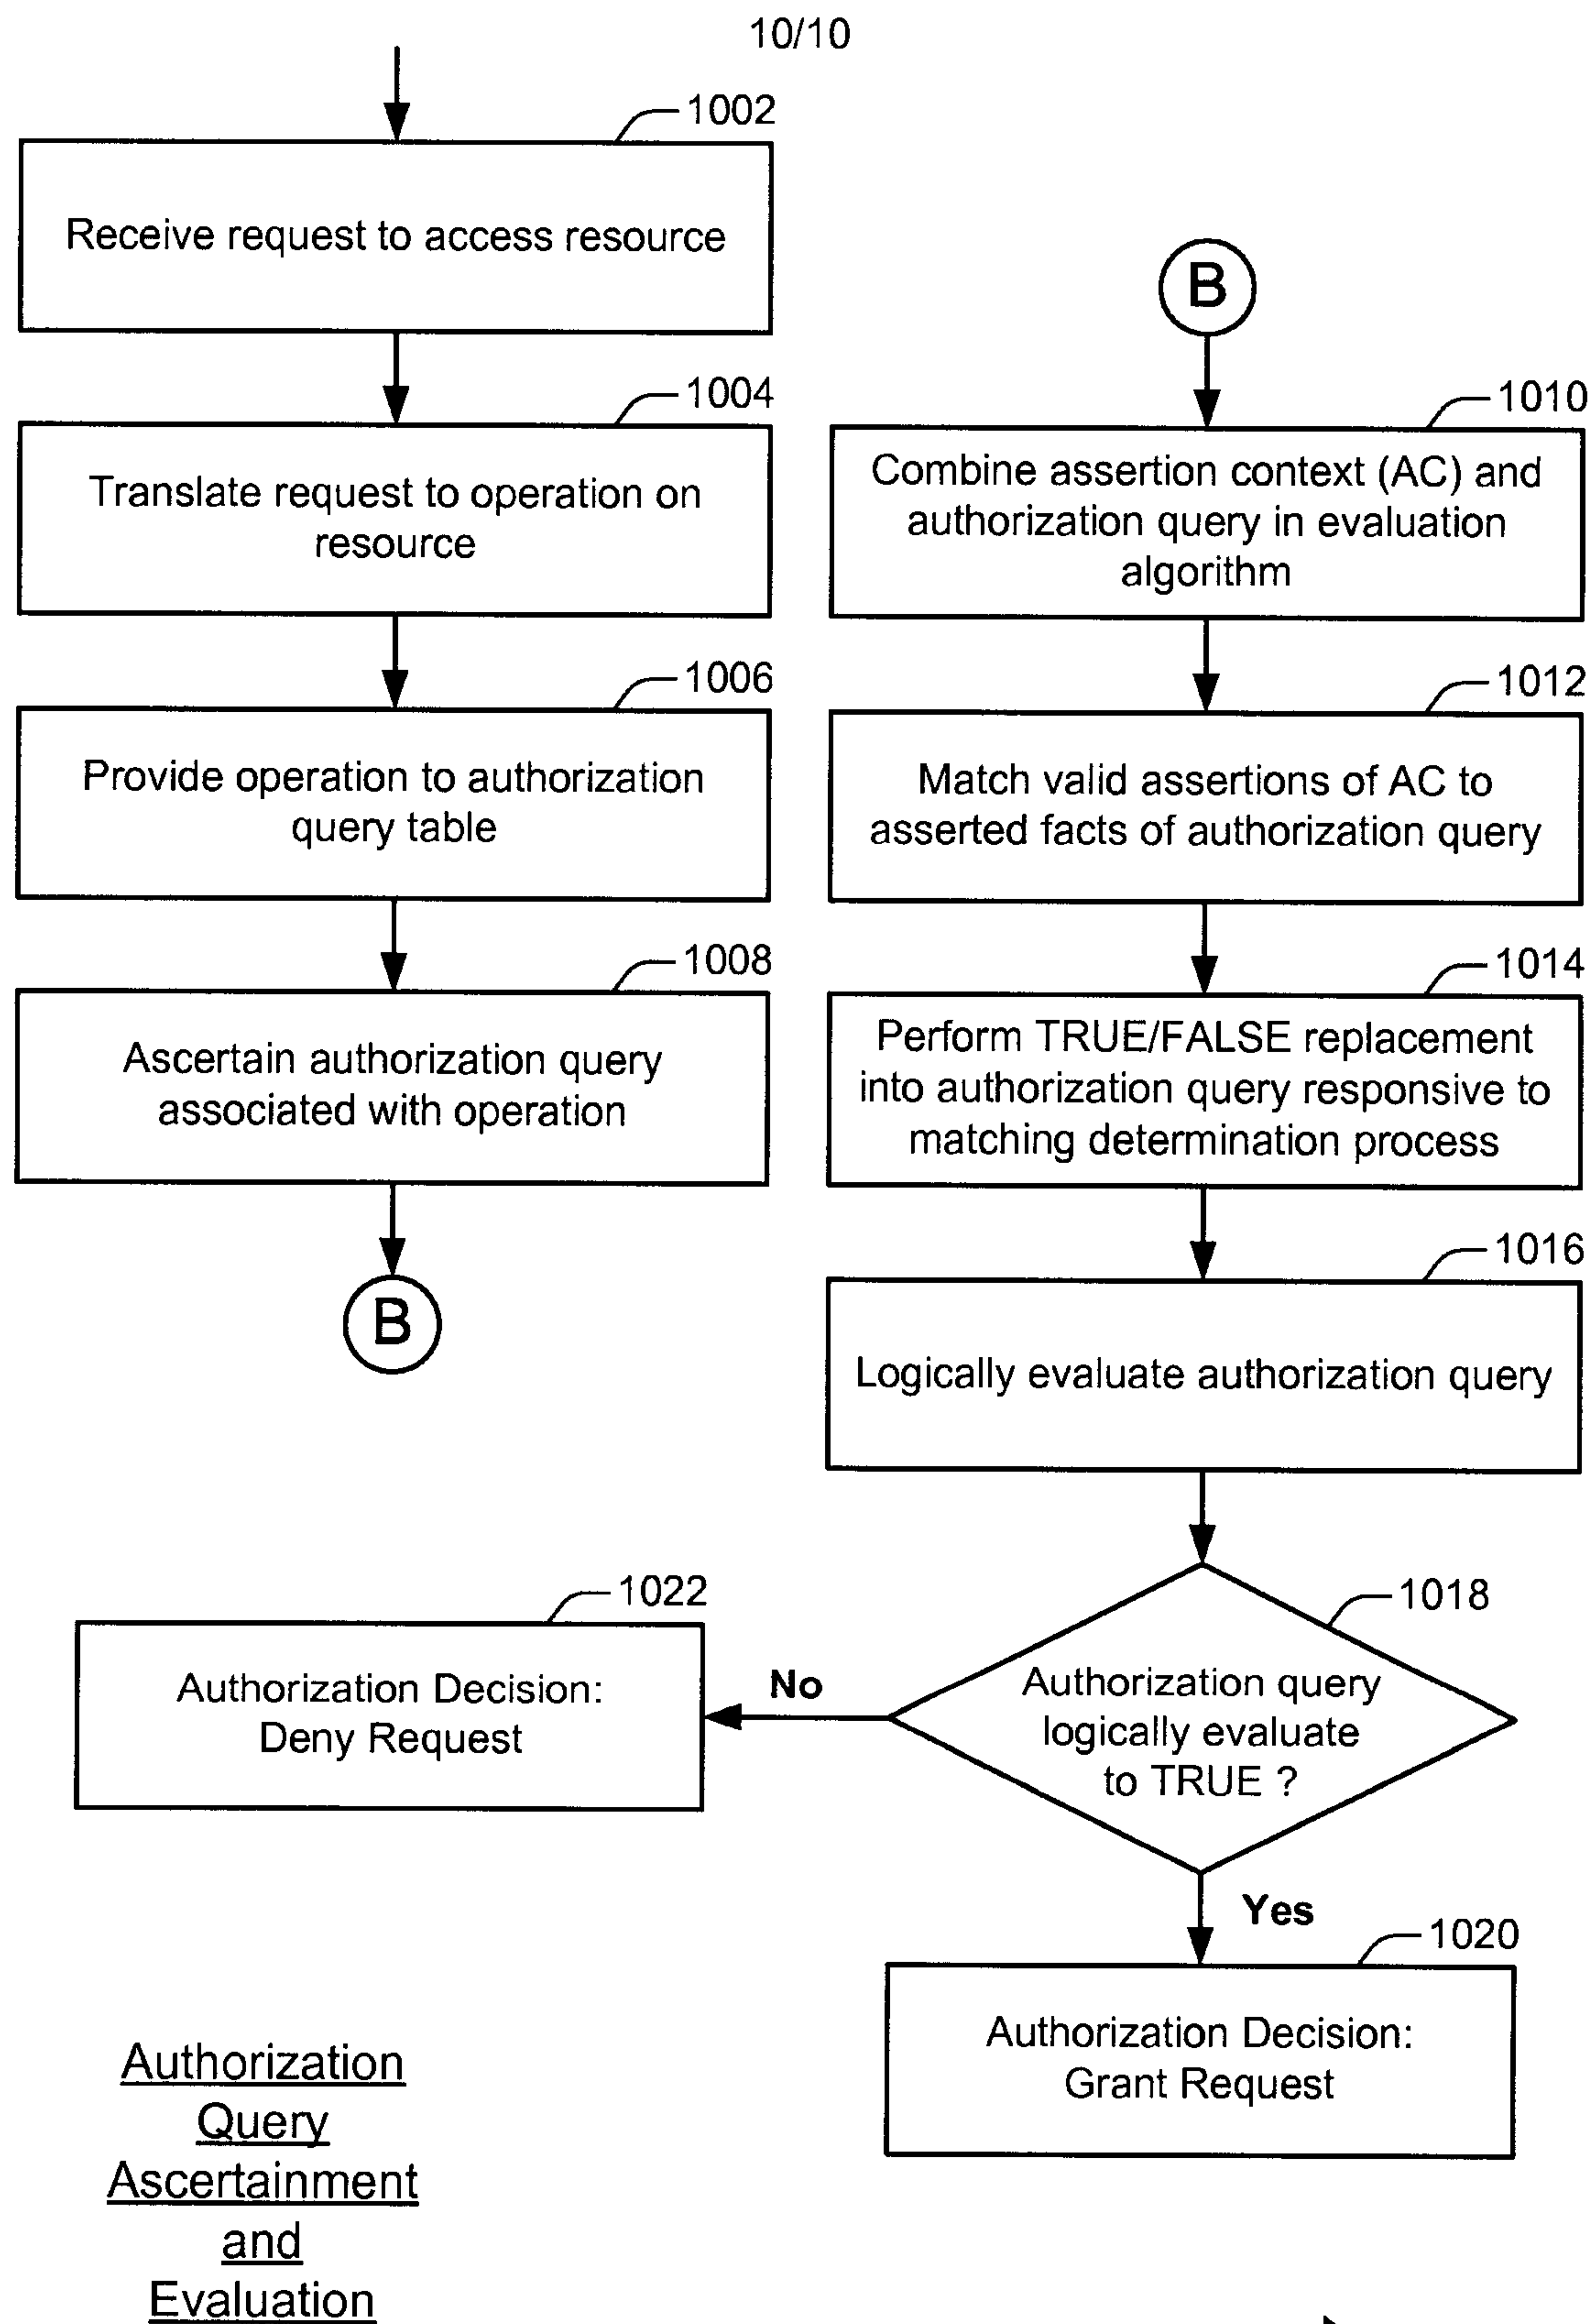 10/10
1002
Receive request to access resource
1004
Translate request to operation on
resource
1006
Provide operation to authorization
query table
1008
Ascertain authorization query
associated with operation
B
B
1010
Combine assertion context (AC) and
authorization query in evaluation
algorithm
1012
Match valid assertions of AC to
asserted facts of authorization query
1014
Perform TRUE/FALSE replacement
into authorization query responsive to
matching determination process
1016
Logically evaluate authorization query
1018
Authorization query
logically evaluate
to TRUE ?
No
1022
Authorization Decision:
Deny Request
Yes
1020
Authorization Decision:
Grant Request
Authorization
Query
Ascertainment
and
Evaluation